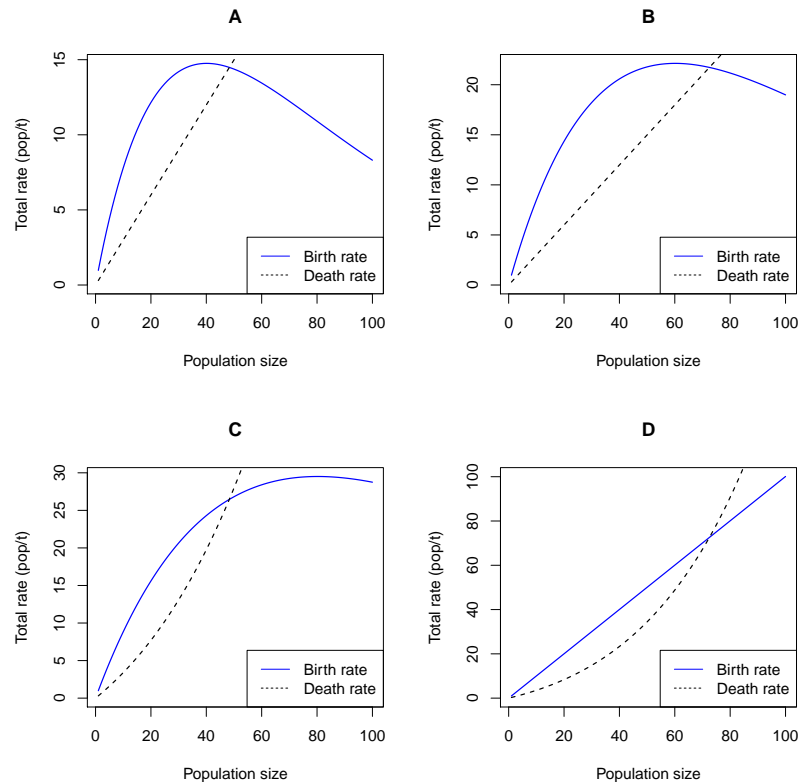 A
Total rate (pop/t)
15
10
5
0
Birth rate
Death rate
0 20 40 60 80 100
Population size
B
Total rate (pop/t)
20
15
10
5
0
Birth rate
Death rate
0 20 40 60 80 100
Population size
C
Total rate (pop/t)
30
25
20
15
10
5
0
Birth rate
Death rate
0 20 40 60 80 100
Population size
D
Total rate (pop/t)
100
80
60
40
20
0
Birth rate
Death rate
0 20 40 60 80 100
Population size